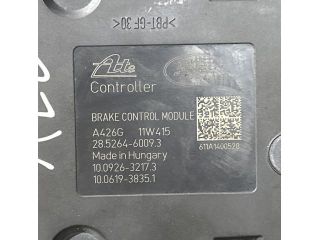 >PBT-GF30<
Ate
Controller
BRAKE CONTROL MODULE
A426G 11W415
28.5264-6009.3
Made in Hungary
10.0926-3217.3
10.0619-3835.1
611A1400520